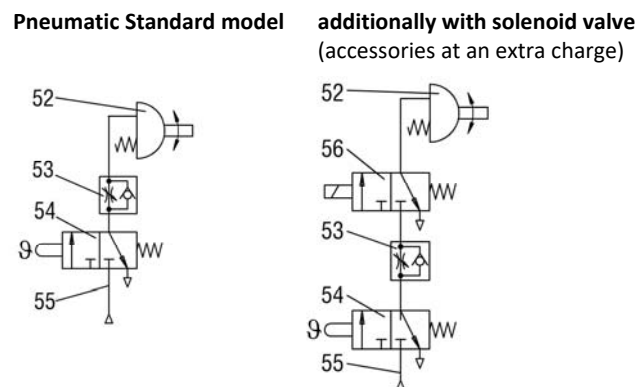 Pneumatic Standard model
additionally with solenoid valve
(accessories at an extra charge)
52
53
54
ϑ
55
52
56
53
54
ϑ
55